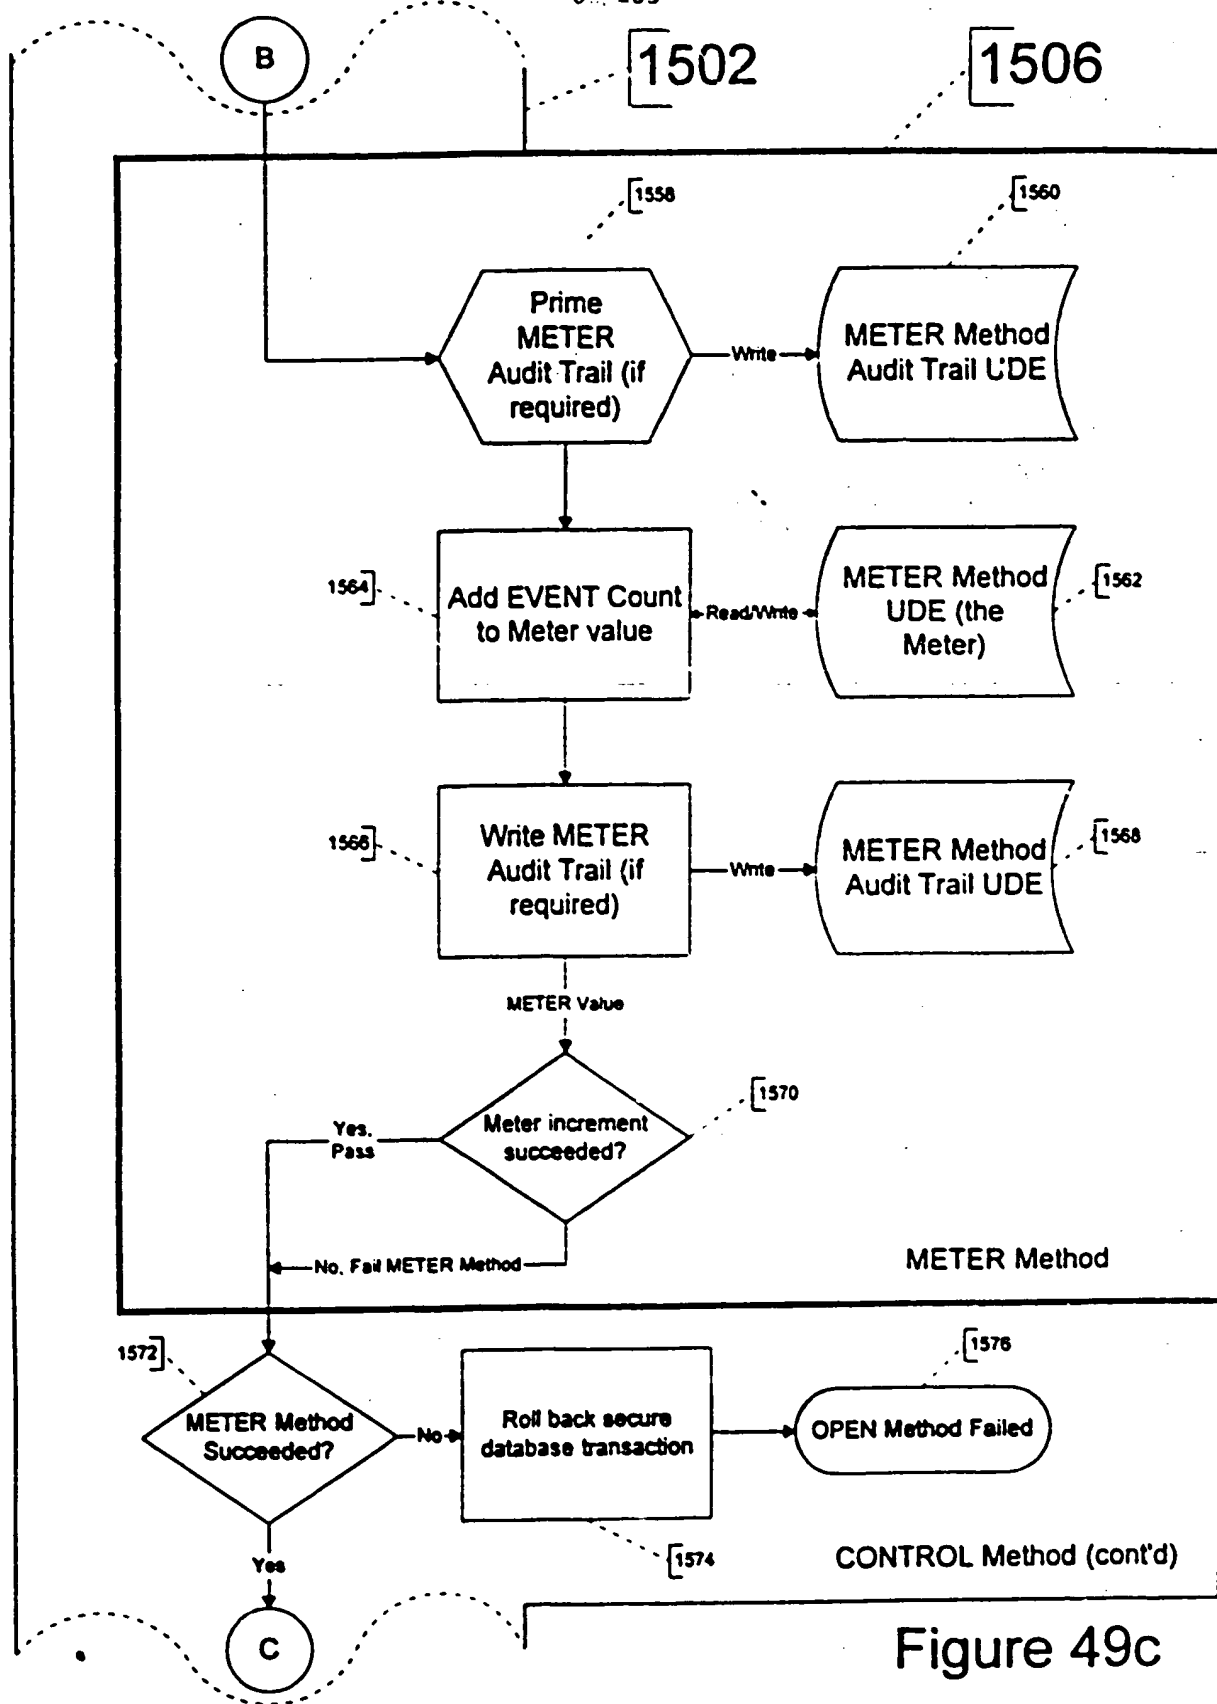 B
1502
1506
1558
1560
Prime
METER
Audit Trail (if
required)
Write
METER Method
Audit Trail UDE
1564
Add EVENT Count
to Meter value
Read/Write
METER Method
UDE (the
Meter)
1562
1566
Write METER
Audit Trail (if
required)
Write
METER Method
Audit Trail UDE
1568
METER Value
Meter increment
succeeded?
1570
Yes,
Pass
No, Fail METER Method
METER Method
1572
METER Method
Succeeded?
No
Roll back secure
database transaction
OPEN Method Failed
1576
1574
Yes
CONTROL Method (cont'd)
C
Figure 49c